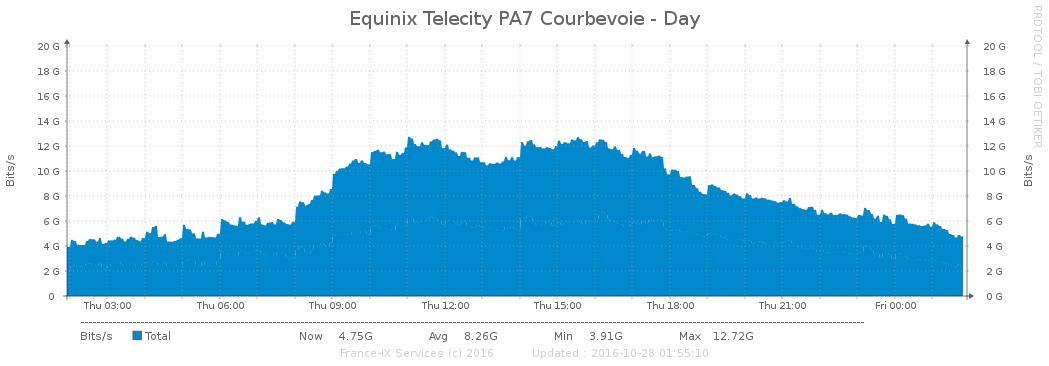 Equinix Telecity PA7 Courbevoie - Day
RRDTOOL / TOBI OETIKER
Bits/s
20 G 20 G
18 G 18 G
16 G 16 G
14 G 14 G
12 G 12 G
10 G 10 G
8 G 8 G
6 G 6 G
4 G 4 G
2 G 2 G
0 0 G
Bits/s
Thu 03:00 Thu 06:00 Thu 09:00 Thu 12:00 Thu 15:00 Thu 18:00 Thu 21:00 Fri 00:00
Bits/s Total Now 4.75G Avg 8.26G Min 3.91G Max 12.72G
France-IX Services (c) 2016 Updated : 2016-10-28 01:55:10